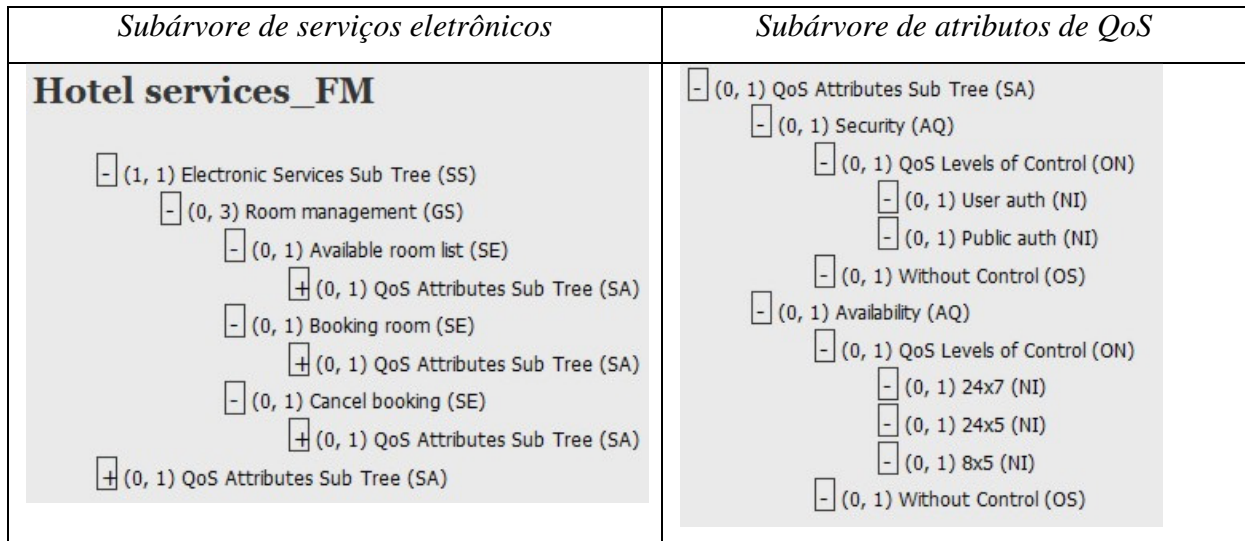 Subárvore de serviços eletrônicos
Subárvore de atributos de QoS
Hotel services_FM
- (1, 1) Electronic Services Sub Tree (SS)
- (0, 3) Room management (GS)
- (0, 1) Available room list (SE)
+ (0, 1) QoS Attributes Sub Tree (SA)
- (0, 1) Booking room (SE)
+ (0, 1) QoS Attributes Sub Tree (SA)
- (0, 1) Cancel booking (SE)
+ (0, 1) QoS Attributes Sub Tree (SA)
+ (0, 1) QoS Attributes Sub Tree (SA)
- (0, 1) QoS Attributes Sub Tree (SA)
- (0, 1) Security (AQ)
- (0, 1) QoS Levels of Control (ON)
- (0, 1) User auth (NI)
- (0, 1) Public auth (NI)
- (0, 1) Without Control (OS)
- (0, 1) Availability (AQ)
- (0, 1) QoS Levels of Control (ON)
- (0, 1) 24x7 (NI)
- (0, 1) 24x5 (NI)
- (0, 1) 8x5 (NI)
- (0, 1) Without Control (OS)